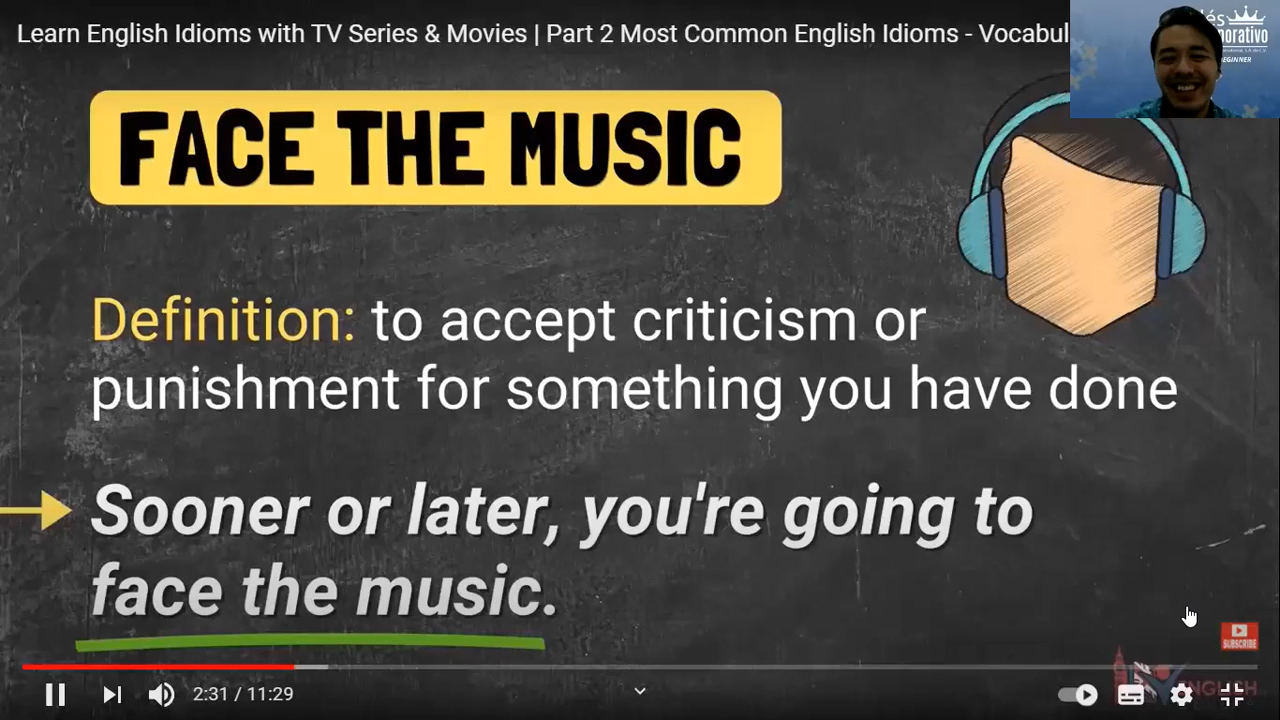 Learn English Idioms with TV Series & Movies | Part 2 Most Common English Idioms - Vocabul
FACE THE MUSIC
Definition: to accept criticism or
punishment for something you have done
Sooner or later, you're going to
face the music.
SUBSCRIBE
ENGLISH
2:31 / 11:29